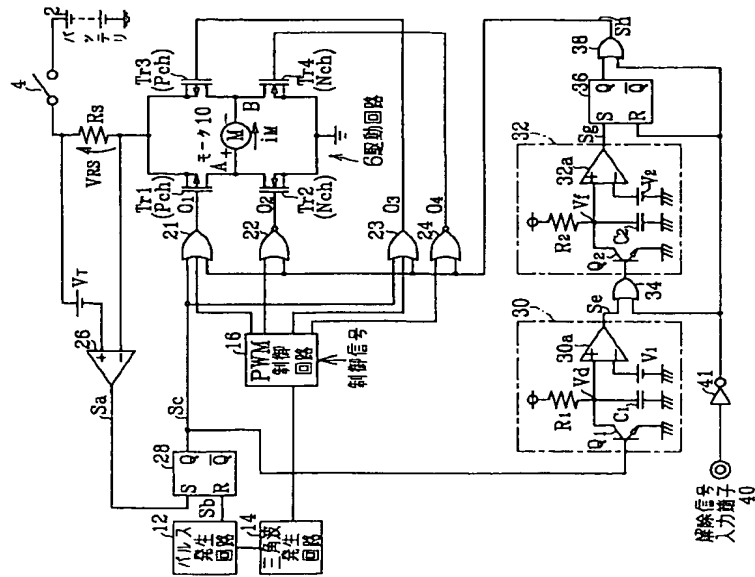 2
バッテリ
4
RS
VRS
VT
26
Sa
Tr1
(Pch)
Tr3
(Pch)
モータ10
A
+
M
B
iM
Tr2
(Nch)
Tr4
(Nch)
6駆動回路
O1
O2
O3
O4
21
22
23
24
Sc
28
S
Q
R
Q
Sb
12
パルス
発生
回路
14
三角波
発生
回路
16
PWM
制御
回路
制御信号
30
30a
Se
R1
Vd
C1
V1
Q1
34
32
32a
Sg
R2
Vf
C2
V2
Q2
36
S
Q
R
Q
38
Sh
41
解除信号
入力端子
40